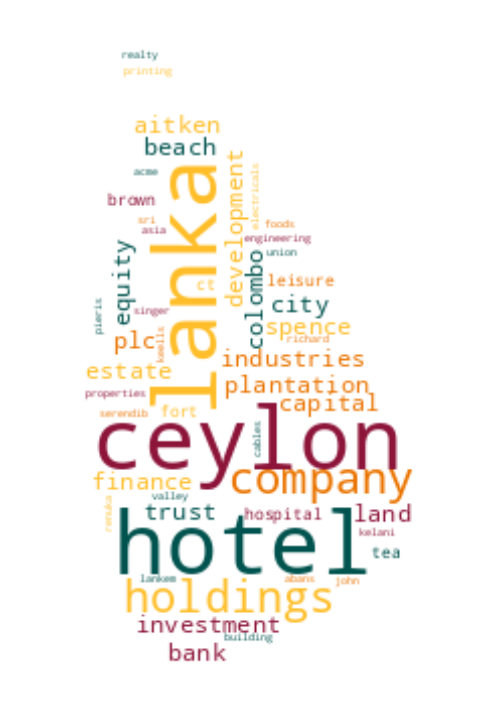 realty
printing
aitken
beach
acme
brown
lanka
development
electricals
sri
asia
foods
engineering
union
equity
colombo
ct
leisure
city
pieris
singer
spence
richard
plc
keells
industries
estate
plantation
properties
capital
serendib
fort
ceylon
cables
company
finance
valley
renuka
trust
hospital
land
kelani
hotel
tea
lankem
abans
john
holdings
investment
building
bank